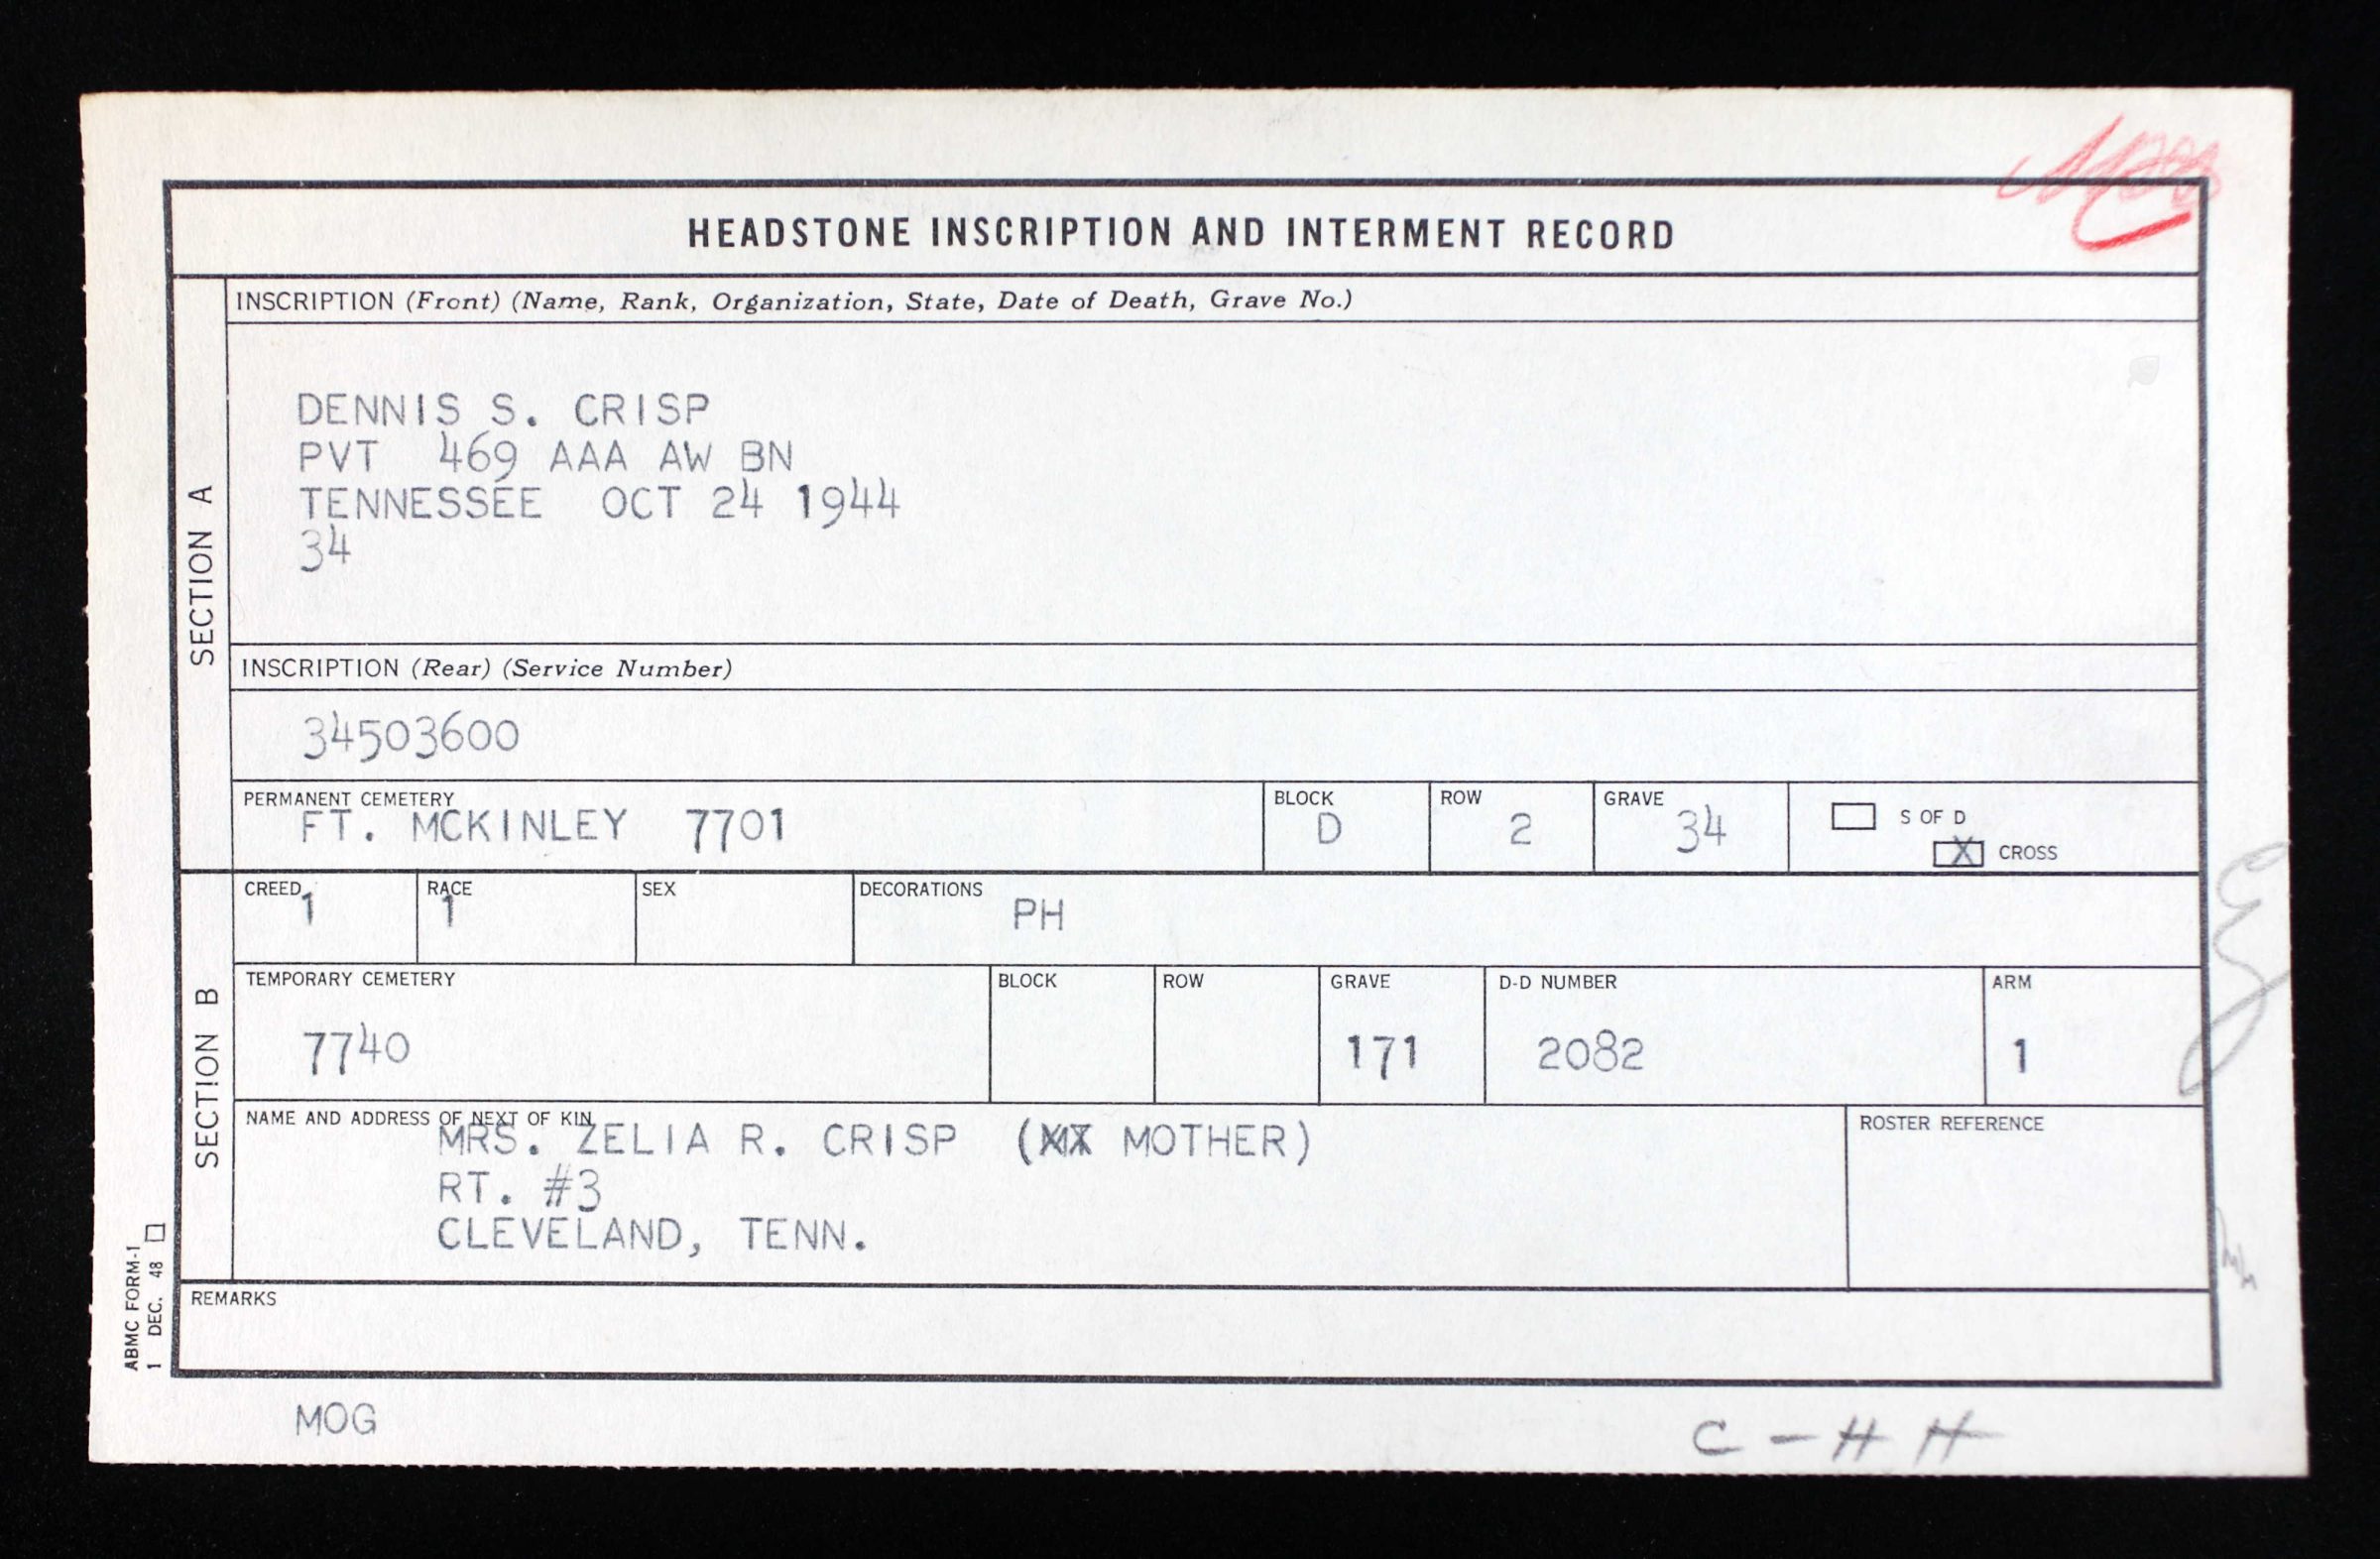 HEADSTONE INSCRIPTION AND INTERMENT RECORD
SECTION A
INSCRIPTION (Front) (Name, Rank, Organization, State, Date of Death, Grave No.)
DENNIS S. CRISP
PVT 469 AAA AW BN
TENNESSEE OCT 24 1944
34
INSCRIPTION (Rear) (Service Number)
34503600
PERMANENT CEMETERY BLOCK ROW GRAVE
FT. MCKINLEY 7701 D 2 34
S OF D
X CROSS
SECTION B
CREED RACE SEX DECORATIONS
1 1 PH
TEMPORARY CEMETERY BLOCK ROW GRAVE D-D NUMBER ARM
7740 171 2082 1
NAME AND ADDRESS OF NEXT OF KIN ROSTER REFERENCE
MRS. ZELIA R. CRISP (XX MOTHER)
RT. #3
CLEVELAND, TENN.
REMARKS
ABMC FORM-1
1 DEC. 48
MOG
C - H H